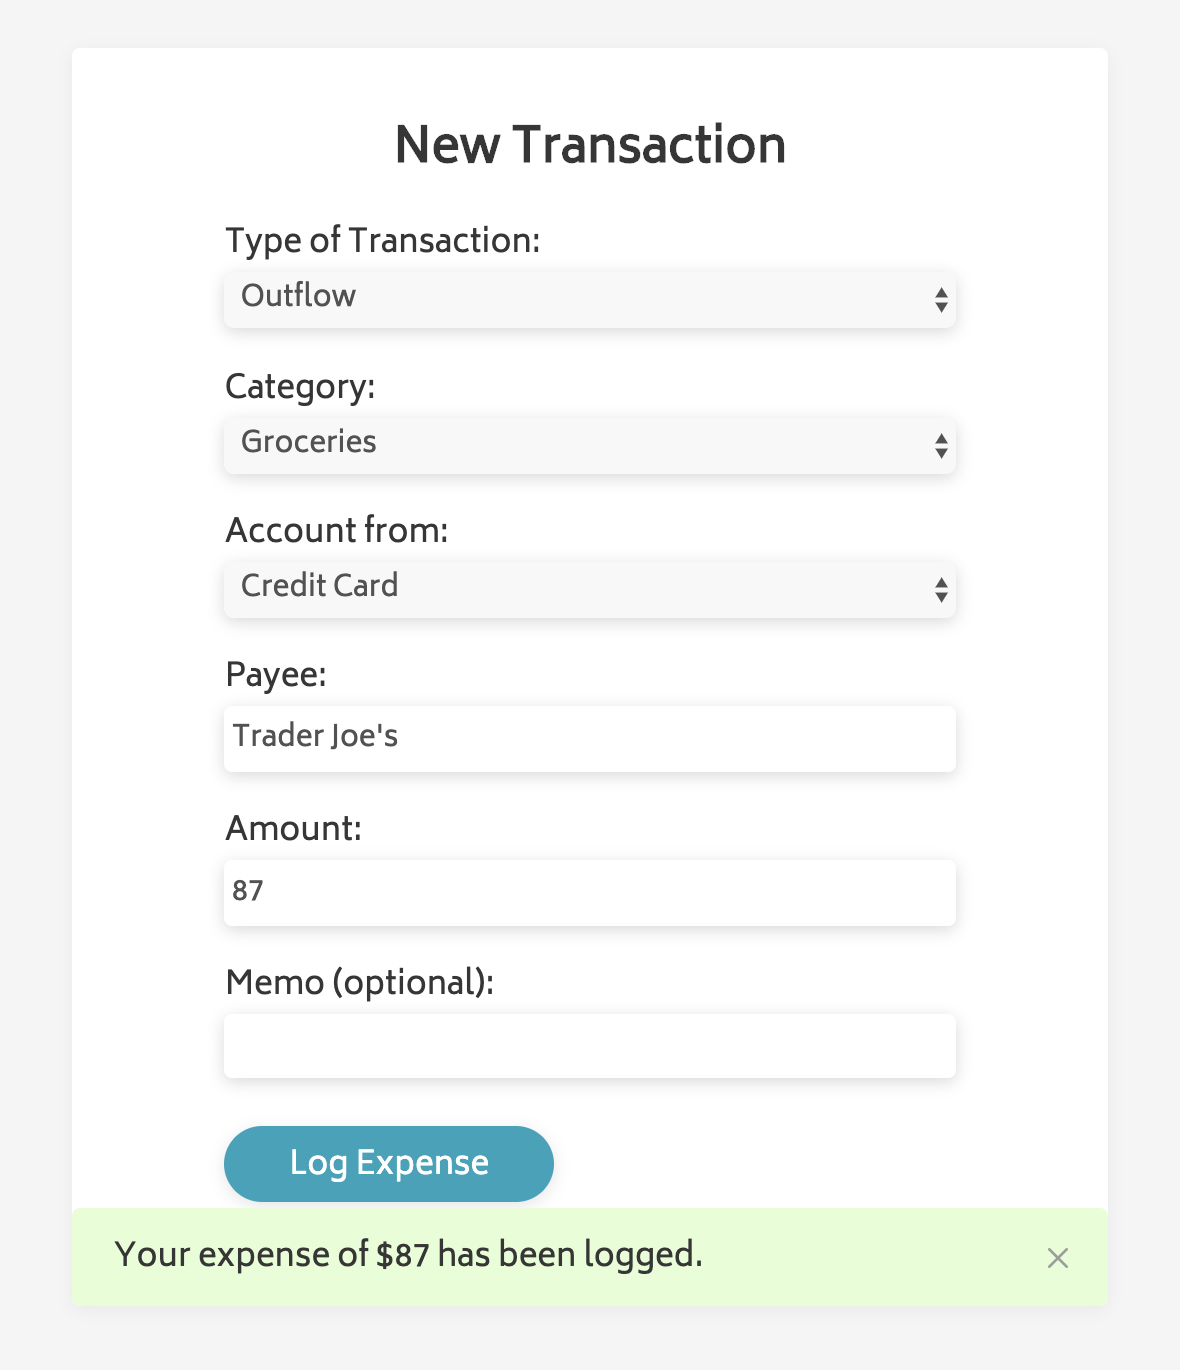 New Transaction
Type of Transaction:
Outflow
Category:
Groceries
Account from:
Credit Card
Payee:
Trader Joe's
Amount:
87
Memo (optional):
Log Expense
Your expense of $87 has been logged.